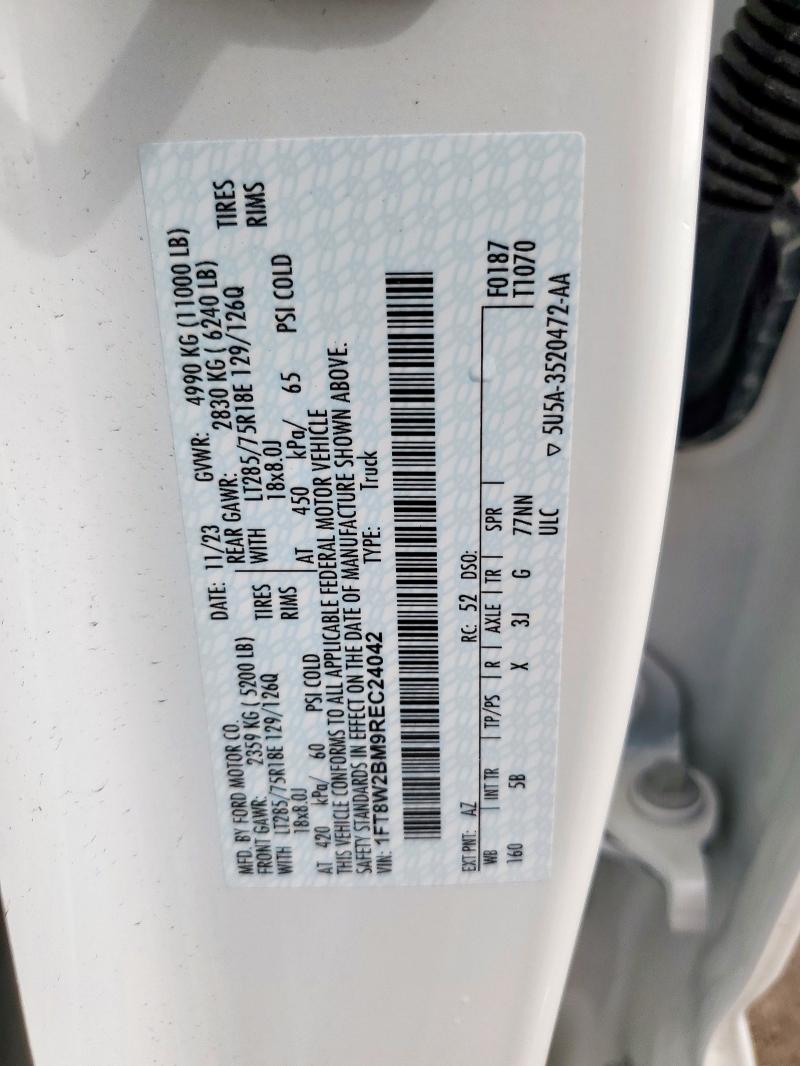 MFD. BY FORD MOTOR CO.
DATE: 11/23 GVWR: 4990 KG (11000 LB)
FRONT GAWR: 2359 KG ( 5200 LB) REAR GAWR: 2830 KG ( 6240 LB)
WITH LT285/75R18E 129/126Q TIRES WITH LT285/75R18E 129/126Q TIRES
18x8.0J RIMS 18x8.0J RIMS
AT 420 kPa/ 60 PSI COLD AT 450 kPa/ 65 PSI COLD
THIS VEHICLE CONFORMS TO ALL APPLICABLE FEDERAL MOTOR VEHICLE
SAFETY STANDARDS IN EFFECT ON THE DATE OF MANUFACTURE SHOWN ABOVE.
VIN: 1FT8W2BM9REC24042 TYPE: Truck
EXT PNT: AZ RC: 52 DSO: F0187
WB INT TR TP/PS R AXLE TR SPR T1070
160 5B X 3J G 77NN
ULC ▽ 5U5A-3520472-AA